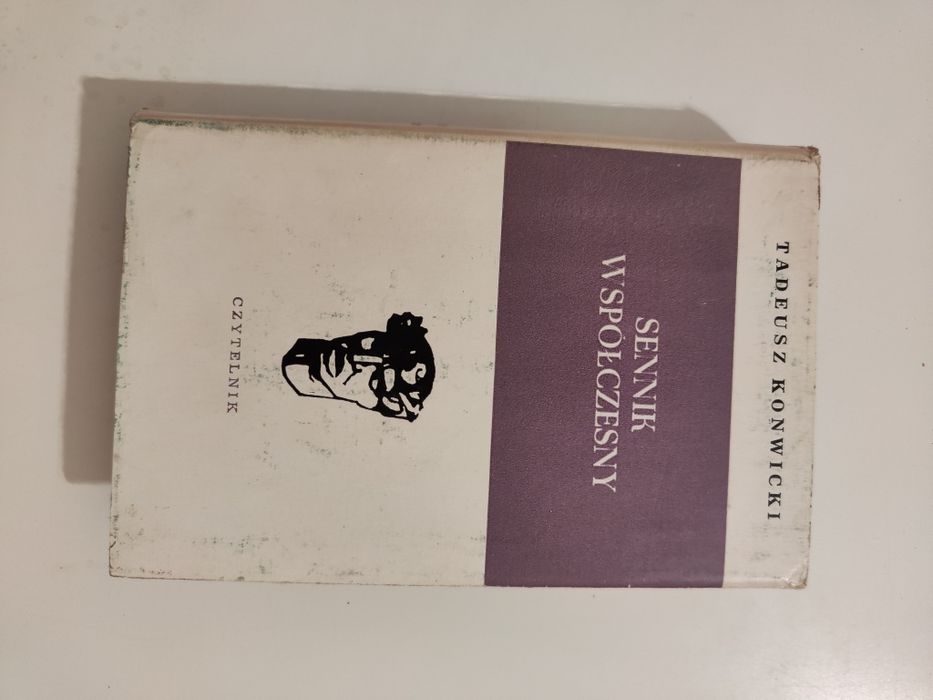 TADEUSZ KONWICKI
SENNIK
WSPÓŁCZESNY
CZYTELNIK